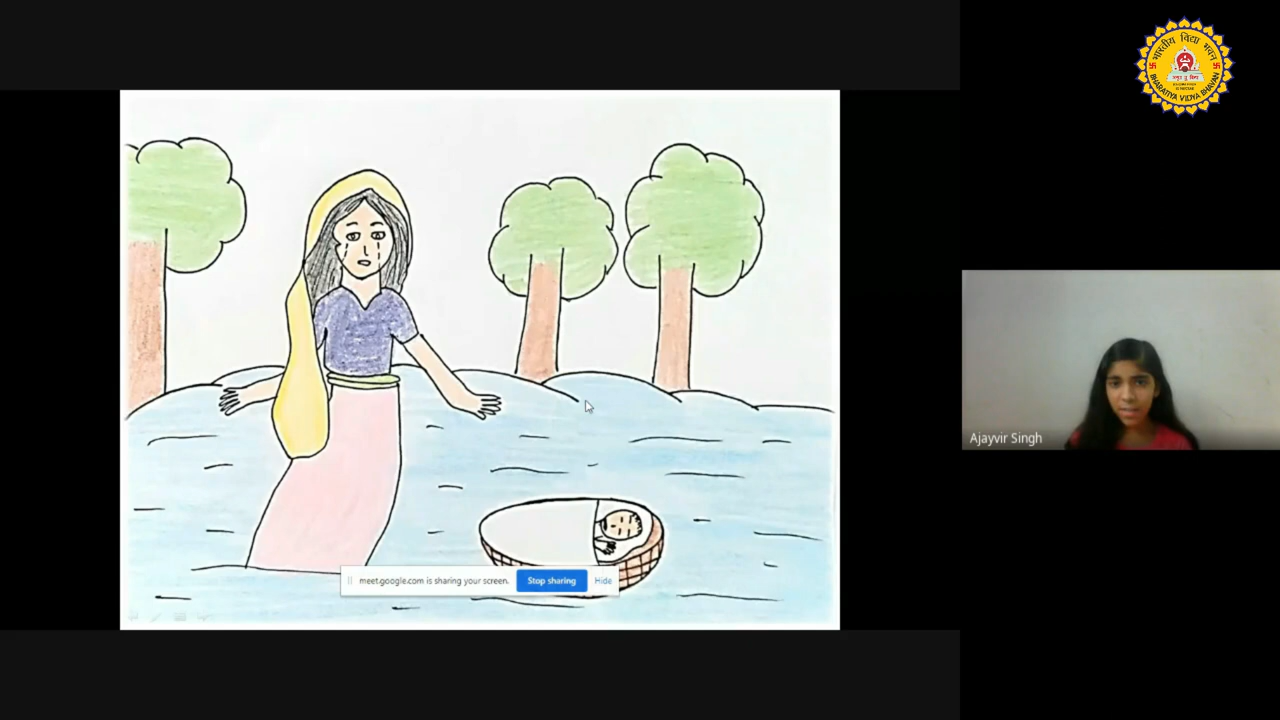 भारतीय विद्या भवन
BHARATIYA VIDYA BHAVAN
Ajayvir Singh
meet.google.com is sharing your screen.
Stop sharing
Hide